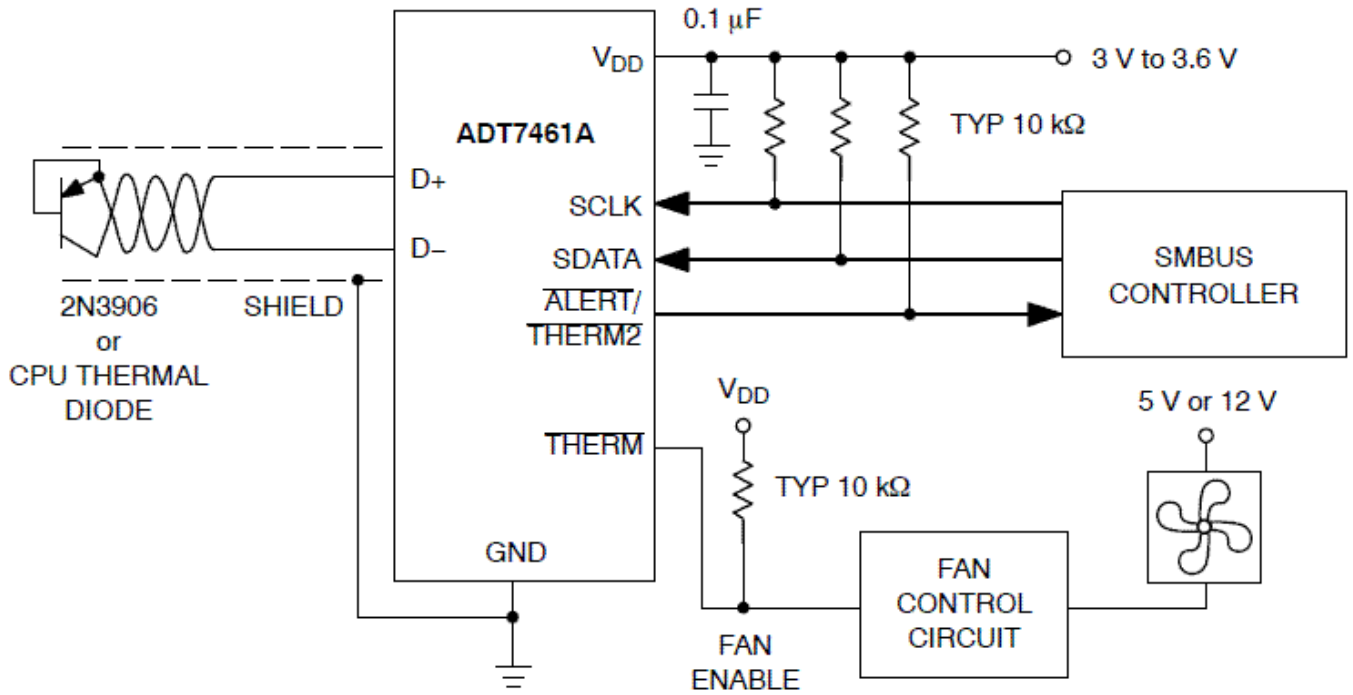 0.1 μF
VDD
3 V to 3.6 V
ADT7461A
TYP 10 kΩ
D+
SCLK
D−
SDATA
SMBUS
CONTROLLER
ALERT/
THERM2
2N3906
or
CPU THERMAL
DIODE
SHIELD
VDD
5 V or 12 V
THERM
TYP 10 kΩ
GND
FAN
CONTROL
CIRCUIT
FAN
ENABLE